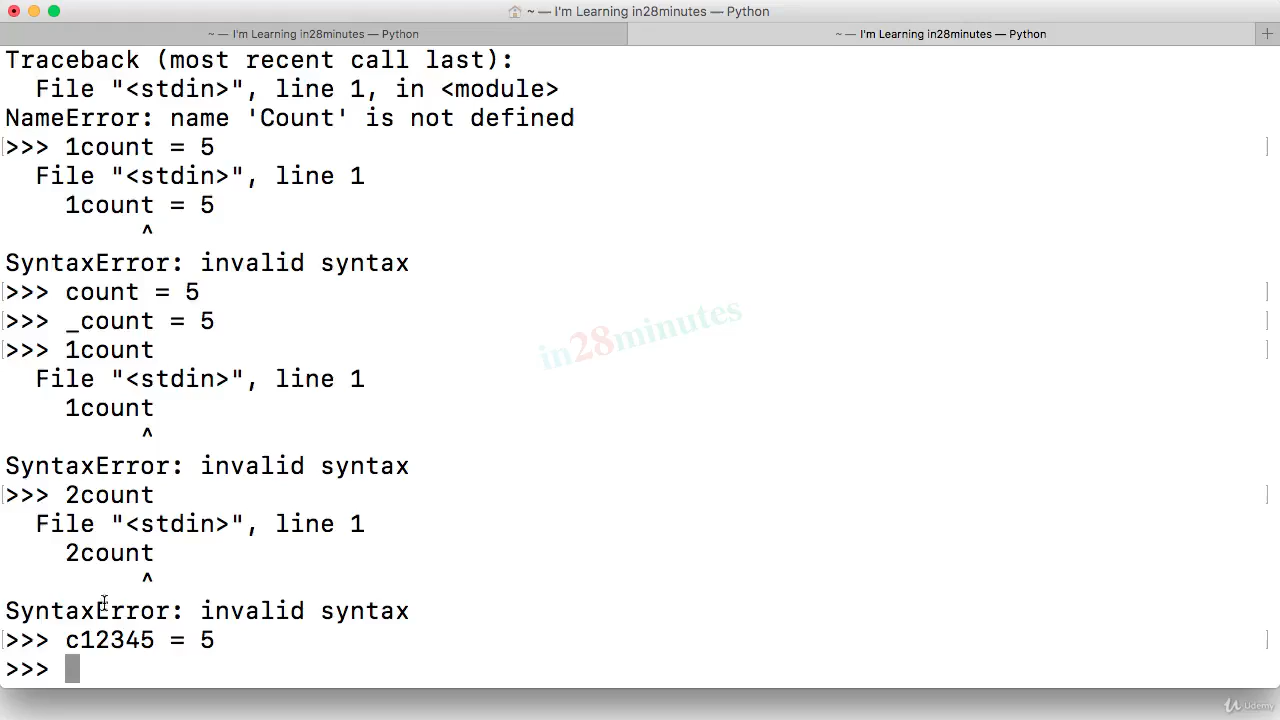 ~ — I'm Learning in28minutes — Python
~ — I'm Learning in28minutes — Python
~ — I'm Learning in28minutes — Python
Traceback (most recent call last):
  File "<stdin>", line 1, in <module>
NameError: name 'Count' is not defined
>>> 1count = 5
  File "<stdin>", line 1
    1count = 5
         ^
SyntaxError: invalid syntax
>>> count = 5
>>> _count = 5
>>> 1count
  File "<stdin>", line 1
    1count
         ^
SyntaxError: invalid syntax
>>> 2count
  File "<stdin>", line 1
    2count
         ^
SyntaxError: invalid syntax
>>> c12345 = 5
>>>
in28minutes
Udemy